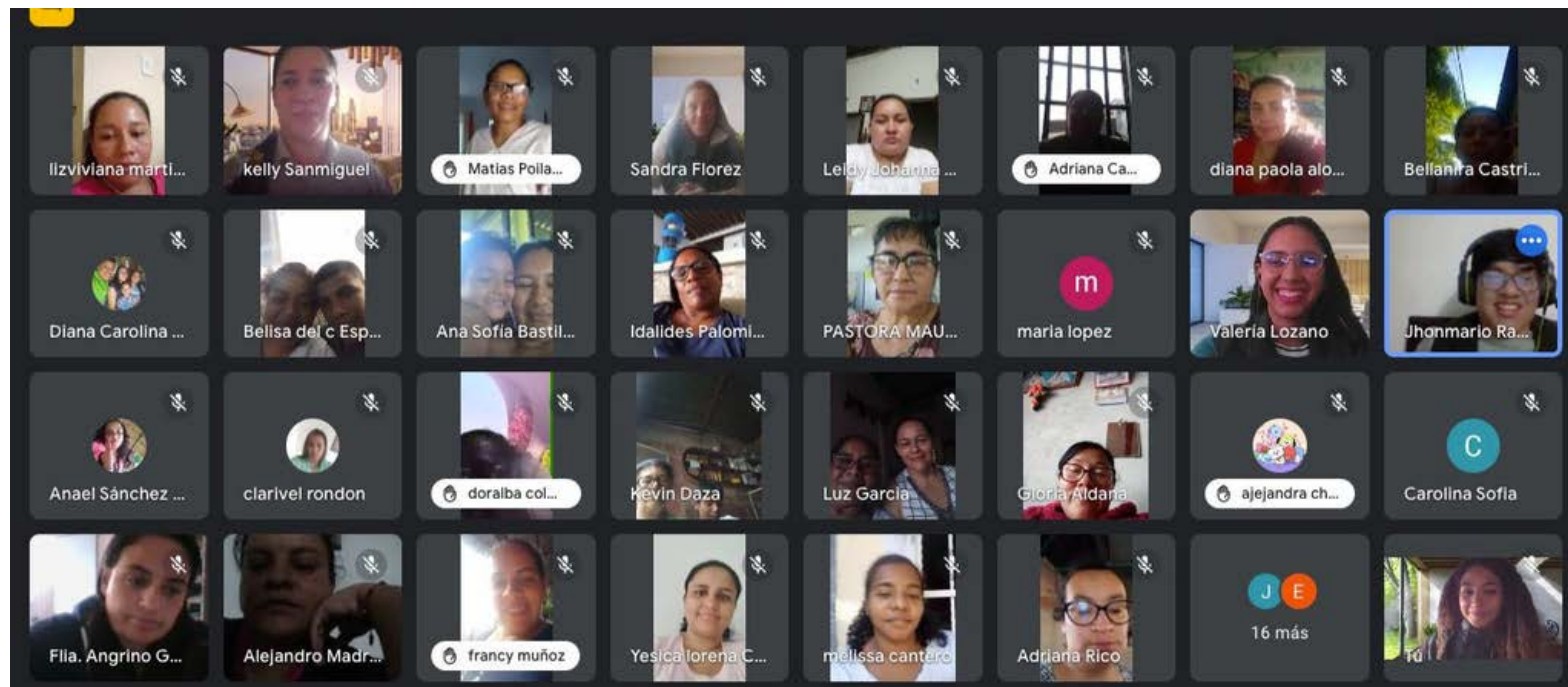 lizviviana marti...
kelly Sanmiguel
Matias Poila...
Sandra Florez
Leidy Johanna ...
Adriana Ca...
diana paola alo...
Bellanira Castri...
Diana Carolina ...
Belisa del c Esp...
Ana Sofía Bastil...
Idalides Palomi...
PASTORA MAU...
m
maria lopez
Valeria Lozano
Jhonmario Ra...
Anael Sánchez ...
clarivel rondon
doralba col...
Kevin Daza
Luz Garcia
Gloria Aldana
ajejandra ch...
C
Carolina Sofia
Flia. Angrino G...
Alejandro Madr...
francy muñoz
Yesica lorena C...
melissa cantero
Adriana Rico
J E
16 más
Tú